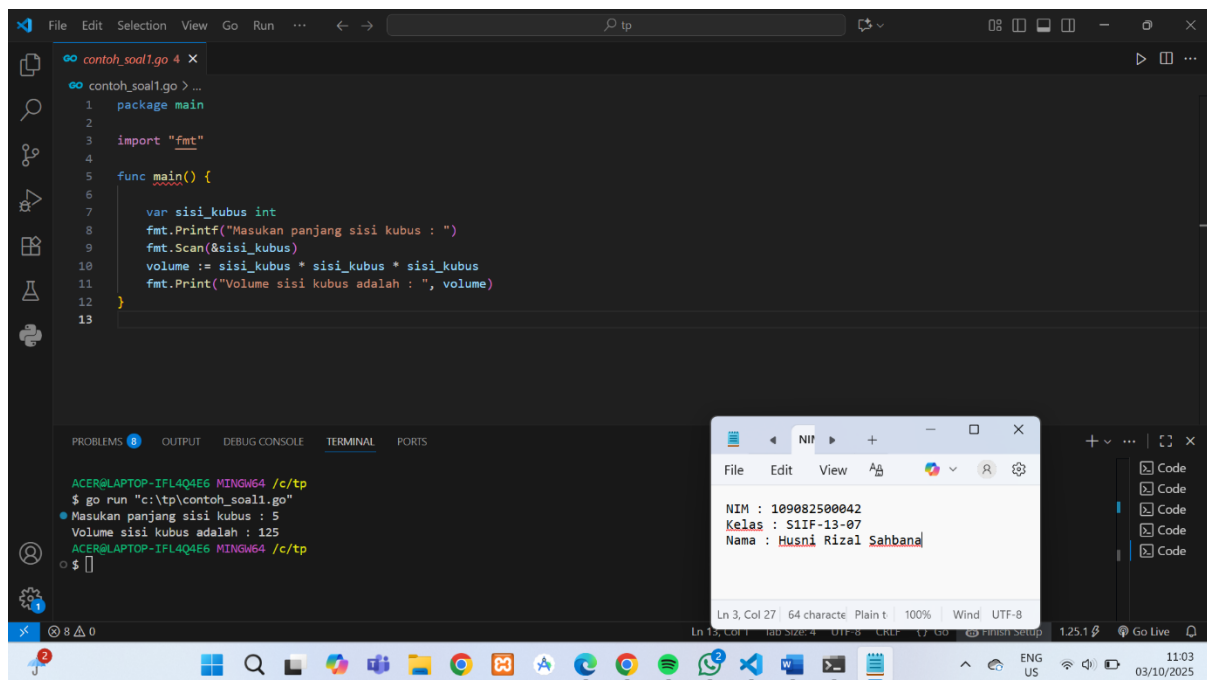 File Edit Selection View Go Run ··· tp
contoh_soal1.go 4
contoh_soal1.go > ...
1 package main
2
3 import "fmt"
4
5 func main() {
6
7 var sisi_kubus int
8 fmt.Printf("Masukan panjang sisi kubus : ")
9 fmt.Scan(&sisi_kubus)
10 volume := sisi_kubus * sisi_kubus * sisi_kubus
11 fmt.Print("Volume sisi kubus adalah : ", volume)
12 }
13
PROBLEMS 8 OUTPUT DEBUG CONSOLE TERMINAL PORTS
ACER@LAPTOP-IFL4Q4E6 MINGW64 /c/tp
$ go run "c:\tp\contoh_soal1.go"
Masukan panjang sisi kubus : 5
Volume sisi kubus adalah : 125
ACER@LAPTOP-IFL4Q4E6 MINGW64 /c/tp
$
Code
Code
Code
Code
Code
NIM
File Edit View
NIM : 109082500042
Kelas : S1IF-13-07
Nama : Husni Rizal Sahbana
Ln 3, Col 27 64 characte Plain t 100% Wind UTF-8
8 0 Ln 13, Col 1 Tab Size: 4 UTF-8 CRLF {} Go Finish Setup 1.25.1 Go Live
2 ENG US 11:03 03/10/2025